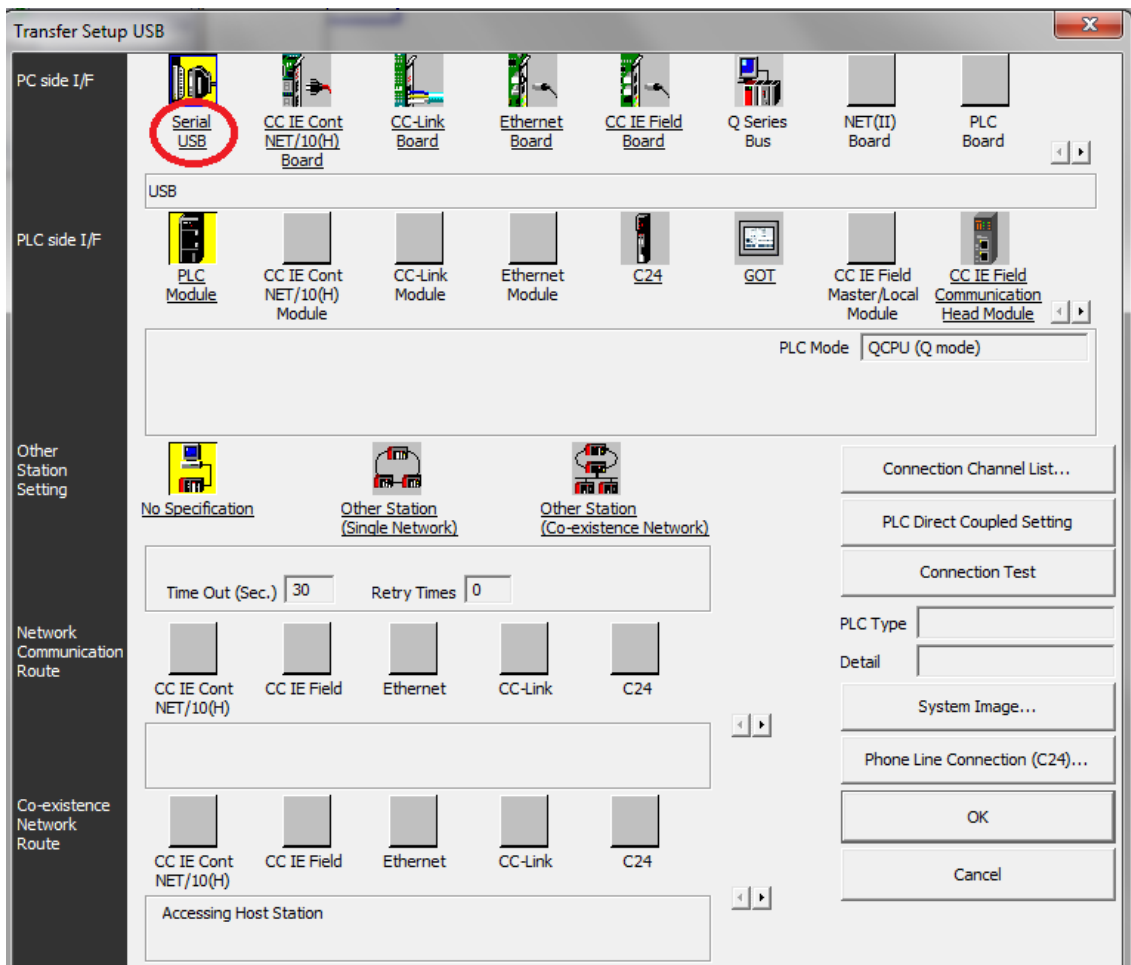 Transfer Setup USB
PC side I/F
Serial
USB
CC IE Cont
NET/10(H)
Board
CC-Link
Board
Ethernet
Board
CC IE Field
Board
Q Series
Bus
NET(II)
Board
PLC
Board
USB
PLC side I/F
PLC
Module
CC IE Cont
NET/10(H)
Module
CC-Link
Module
Ethernet
Module
C24
GOT
CC IE Field
Master/Local
Module
CC IE Field
Communication
Head Module
PLC Mode QCPU (Q mode)
Other
Station
Setting
No Specification
Other Station
(Single Network)
Other Station
(Co-existence Network)
Time Out (Sec.) 30 Retry Times 0
Connection Channel List...
PLC Direct Coupled Setting
Connection Test
PLC Type
Detail
System Image...
Phone Line Connection (C24)...
OK
Cancel
Network
Communication
Route
CC IE Cont
NET/10(H)
CC IE Field
Ethernet
CC-Link
C24
Co-existence
Network
Route
CC IE Cont
NET/10(H)
CC IE Field
Ethernet
CC-Link
C24
Accessing Host Station